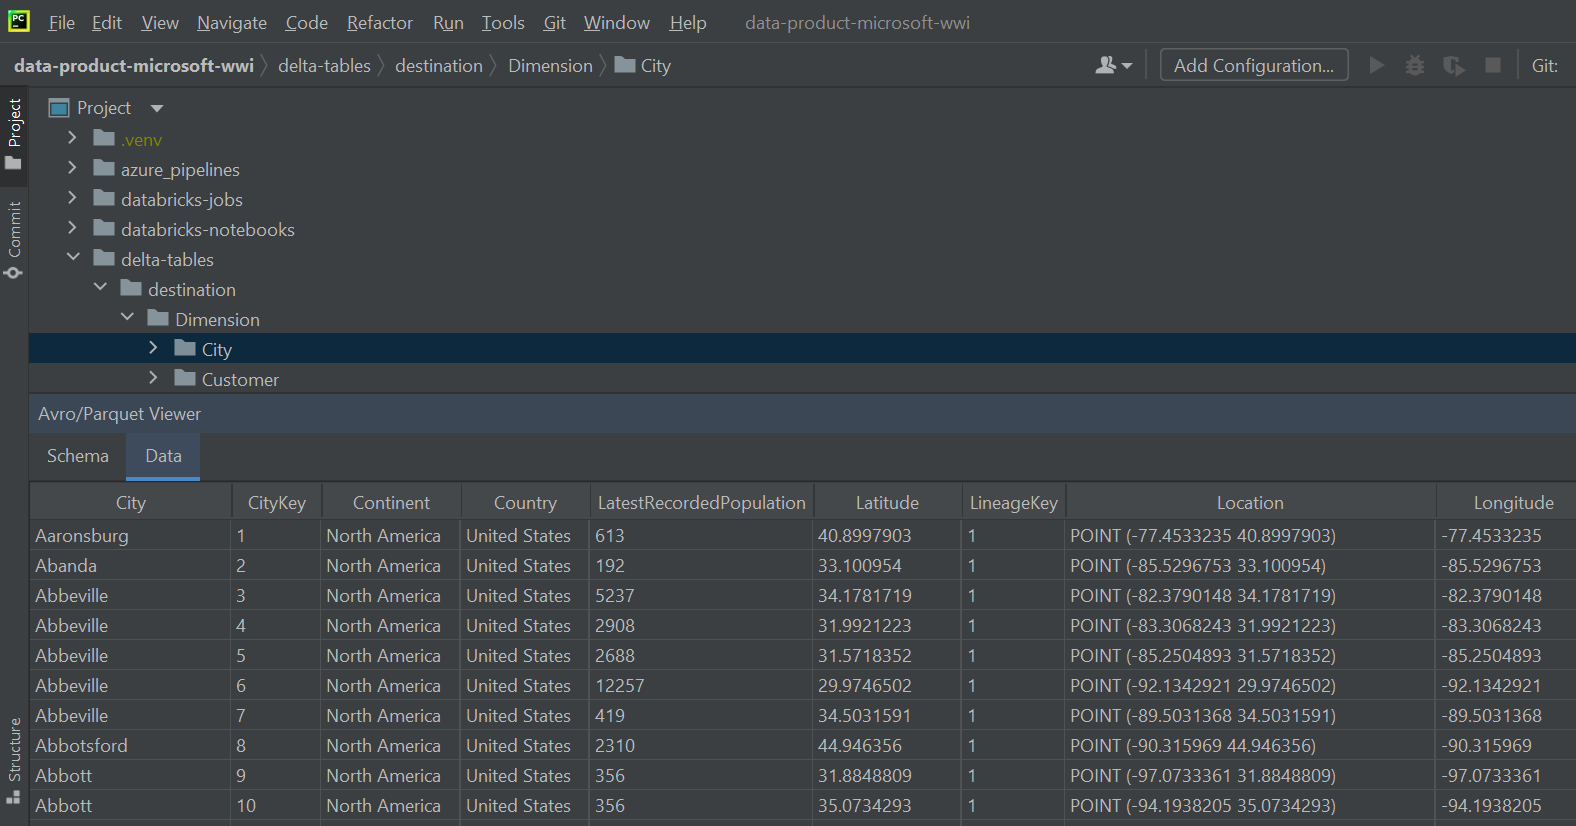 PC File Edit View Navigate Code Refactor Run Tools Git Window Help data-product-microsoft-wwi
data-product-microsoft-wwi delta-tables destination Dimension City Add Configuration... Git:
Project
Commit
Structure
Project
.venv
azure_pipelines
databricks-jobs
databricks-notebooks
delta-tables
destination
Dimension
City
Customer
Avro/Parquet Viewer
Schema Data
City CityKey Continent Country LatestRecordedPopulation Latitude LineageKey Location Longitude
Aaronsburg 1 North America United States 613 40.8997903 1 POINT (-77.4533235 40.8997903) -77.4533235
Abanda 2 North America United States 192 33.100954 1 POINT (-85.5296753 33.100954) -85.5296753
Abbeville 3 North America United States 5237 34.1781719 1 POINT (-82.3790148 34.1781719) -82.3790148
Abbeville 4 North America United States 2908 31.9921223 1 POINT (-83.3068243 31.9921223) -83.3068243
Abbeville 5 North America United States 2688 31.5718352 1 POINT (-85.2504893 31.5718352) -85.2504893
Abbeville 6 North America United States 12257 29.9746502 1 POINT (-92.1342921 29.9746502) -92.1342921
Abbeville 7 North America United States 419 34.5031591 1 POINT (-89.5031368 34.5031591) -89.5031368
Abbotsford 8 North America United States 2310 44.946356 1 POINT (-90.315969 44.946356) -90.315969
Abbott 9 North America United States 356 31.8848809 1 POINT (-97.0733361 31.8848809) -97.0733361
Abbott 10 North America United States 356 35.0734293 1 POINT (-94.1938205 35.0734293) -94.1938205